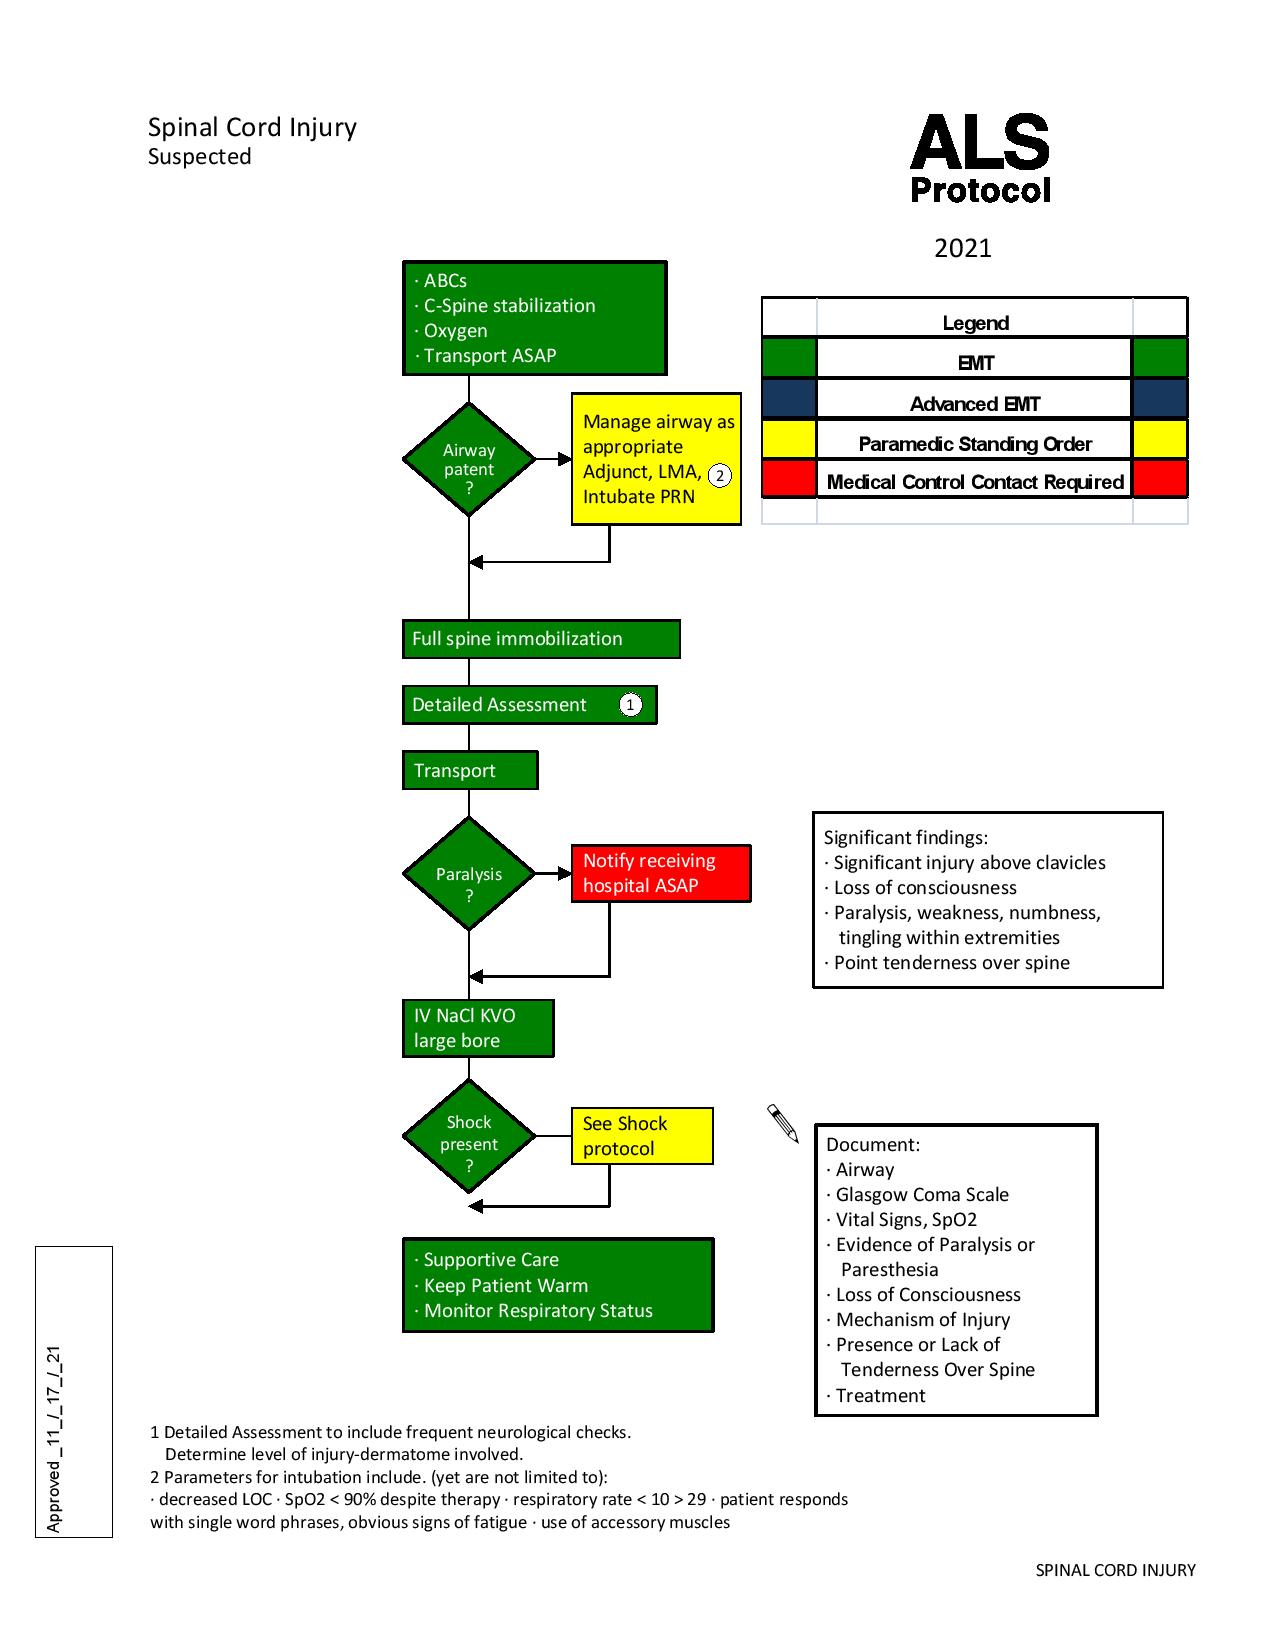 Spinal Cord Injury
Suspected
ALS
Protocol
2021
· ABCs
· C-Spine stabilization
· Oxygen
· Transport ASAP
Legend
EMT
Advanced EMT
Paramedic Standing Order
Medical Control Contact Required
Airway
patent
?
Manage airway as
appropriate
Adjunct, LMA, 2
Intubate PRN
Full spine immobilization
Detailed Assessment 1
Transport
Paralysis
?
Notify receiving
hospital ASAP
Significant findings:
· Significant injury above clavicles
· Loss of consciousness
· Paralysis, weakness, numbness,
tingling within extremities
· Point tenderness over spine
IV NaCl KVO
large bore
Shock
present
?
See Shock
protocol
Document:
· Airway
· Glasgow Coma Scale
· Vital Signs, SpO2
· Evidence of Paralysis or
Paresthesia
· Loss of Consciousness
· Mechanism of Injury
· Presence or Lack of
Tenderness Over Spine
· Treatment
· Supportive Care
· Keep Patient Warm
· Monitor Respiratory Status
Approved _11_/_17_/_21
1 Detailed Assessment to include frequent neurological checks.
Determine level of injury-dermatome involved.
2 Parameters for intubation include. (yet are not limited to):
· decreased LOC · SpO2 < 90% despite therapy · respiratory rate < 10 > 29 · patient responds
with single word phrases, obvious signs of fatigue · use of accessory muscles
SPINAL CORD INJURY